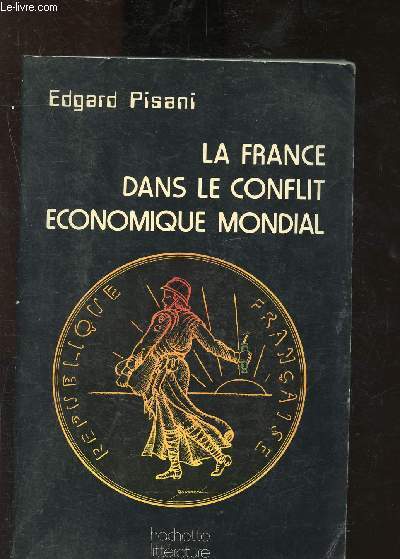 Le-livre.com
Edgard Pisani
LA FRANCE
DANS LE CONFLIT
ECONOMIQUE MONDIAL
REPUBLIQUE FRANÇAISE
hachette
littérature